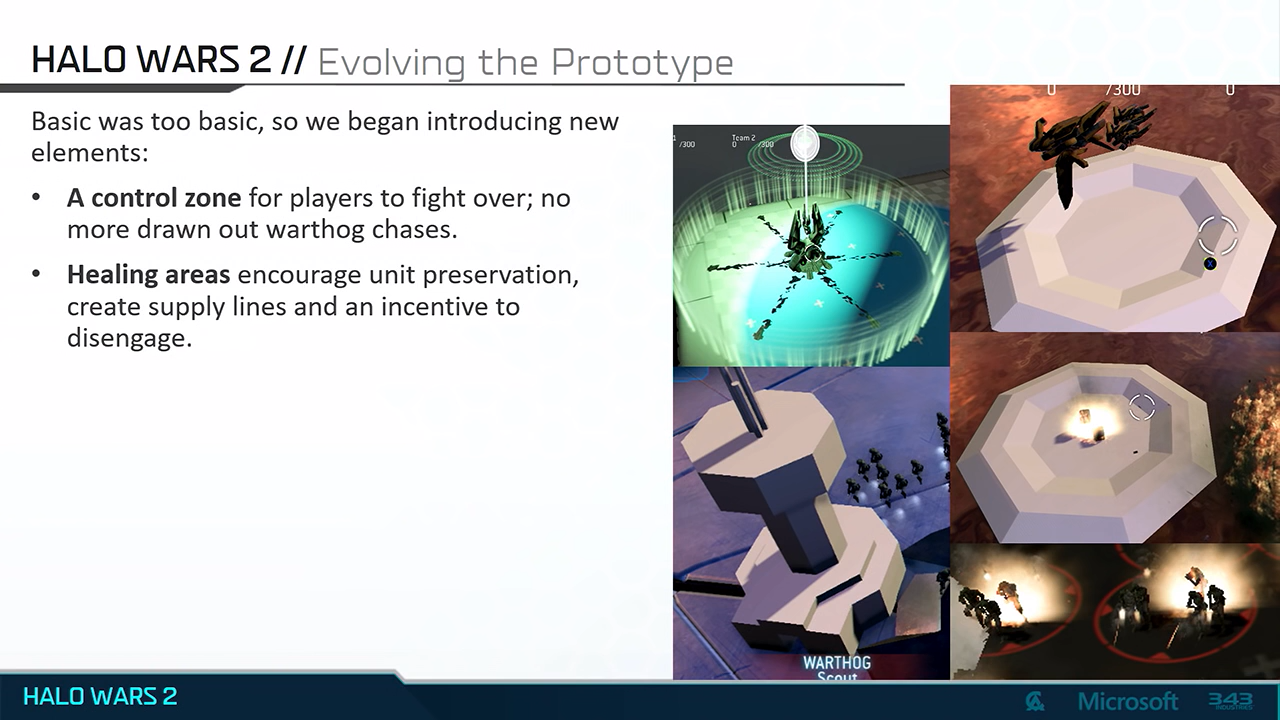 HALO WARS 2 // Evolving the Prototype
Basic was too basic, so we began introducing new
elements:
• A control zone for players to fight over; no
more drawn out warthog chases.
• Healing areas encourage unit preservation,
create supply lines and an incentive to
disengage.
1 Team 2
/300 0 /300
0 /300 0
X
WARTHOG
Scout
HALO WARS 2
Microsoft
343
INDUSTRIES